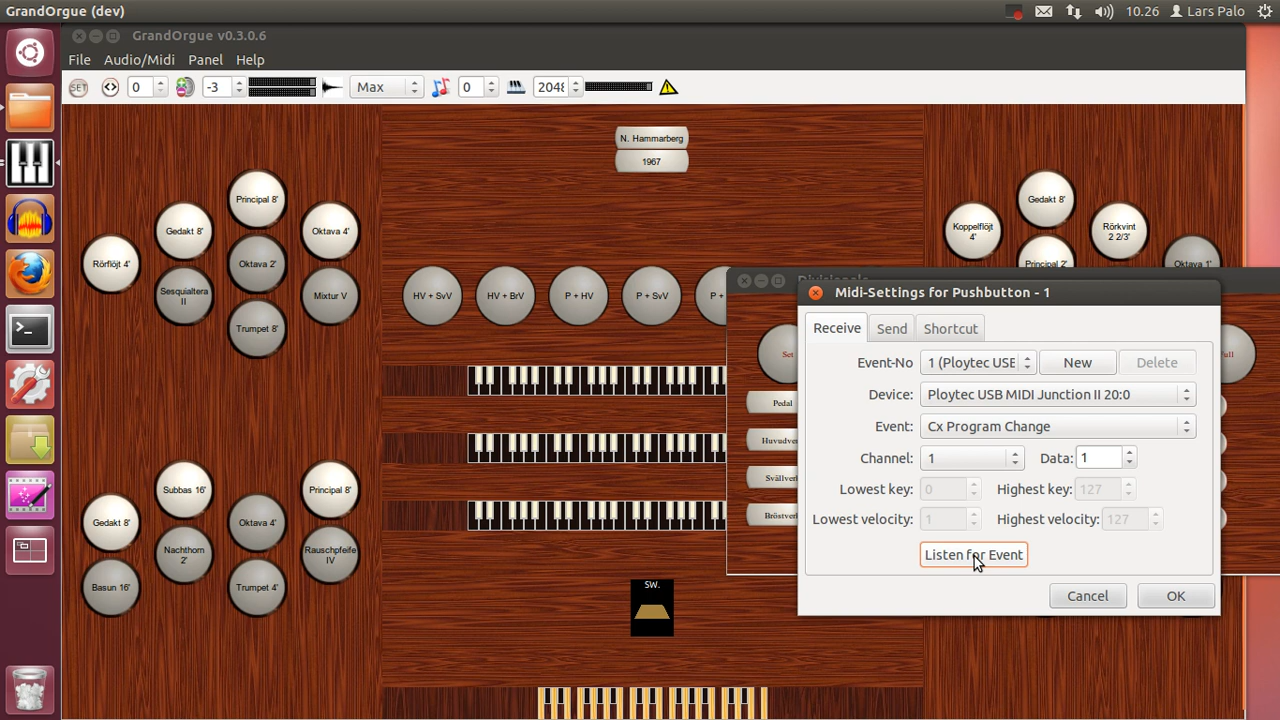 GrandOrgue (dev)
10.26
Lars Palo
GrandOrgue v0.3.0.6
File
Audio/Midi
Panel
Help
SET
0
-3
Max
0
N. Hammarberg
1967
Principal 8'
Gedakt 8'
Oktava 4'
Rörflöjt 4'
Oktava 2'
Sesquialtera
II
Mixtur V
Trumpet 8'
HV + SvV
HV + BrV
P + HV
P + SvV
P +
Gedakt 8'
Koppelflöjt
4'
Rörkvint
2 2/3'
Principal 2'
Oktava 1'
Divisionals
Set
Pedal
Midi-Settings for Pushbutton - 1
Receive
Send
Shortcut
Event-No
1 (Ploytec USE
New
Delete
Device:
Ploytec USB MIDI Junction II 20:0
Event:
Cx Program Change
Channel:
1
Data:
1
Lowest key:
0
Highest key:
127
Lowest velocity:
1
Highest velocity:
127
Listen for Event
Cancel
OK
Subbas 16'
Principal 8'
Gedakt 8'
Oktava 4'
Nachthorn
2'
Rauschpfeife
IV
Basun 16'
Trumpet 4'
SW.